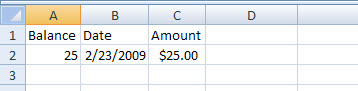 A B C D
1 Balance Date Amount
2 25 2/23/2009 $25.00
3